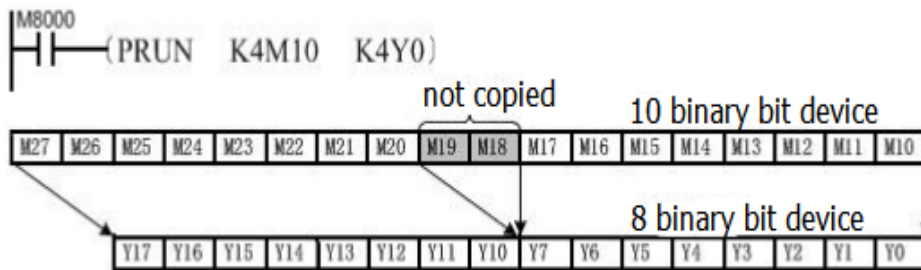 M8000
(PRUN K4M10 K4Y0)
not copied
10 binary bit device
M27 M26 M25 M24 M23 M22 M21 M20 M19 M18 M17 M16 M15 M14 M13 M12 M11 M10
8 binary bit device
Y17 Y16 Y15 Y14 Y13 Y12 Y11 Y10 Y7 Y6 Y5 Y4 Y3 Y2 Y1 Y0